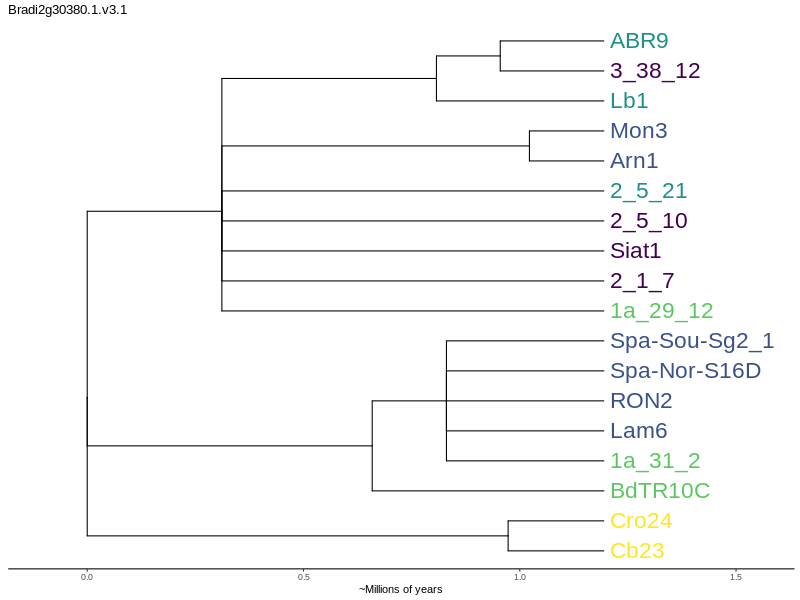 Bradi2g30380.1.v3.1
ABR9
3_38_12
Lb1
Mon3
Arn1
2_5_21
2_5_10
Siat1
2_1_7
1a_29_12
Spa-Sou-Sg2_1
Spa-Nor-S16D
RON2
Lam6
1a_31_2
BdTR10C
Cro24
Cb23
0.0 0.5 1.0 1.5
~Millions of years